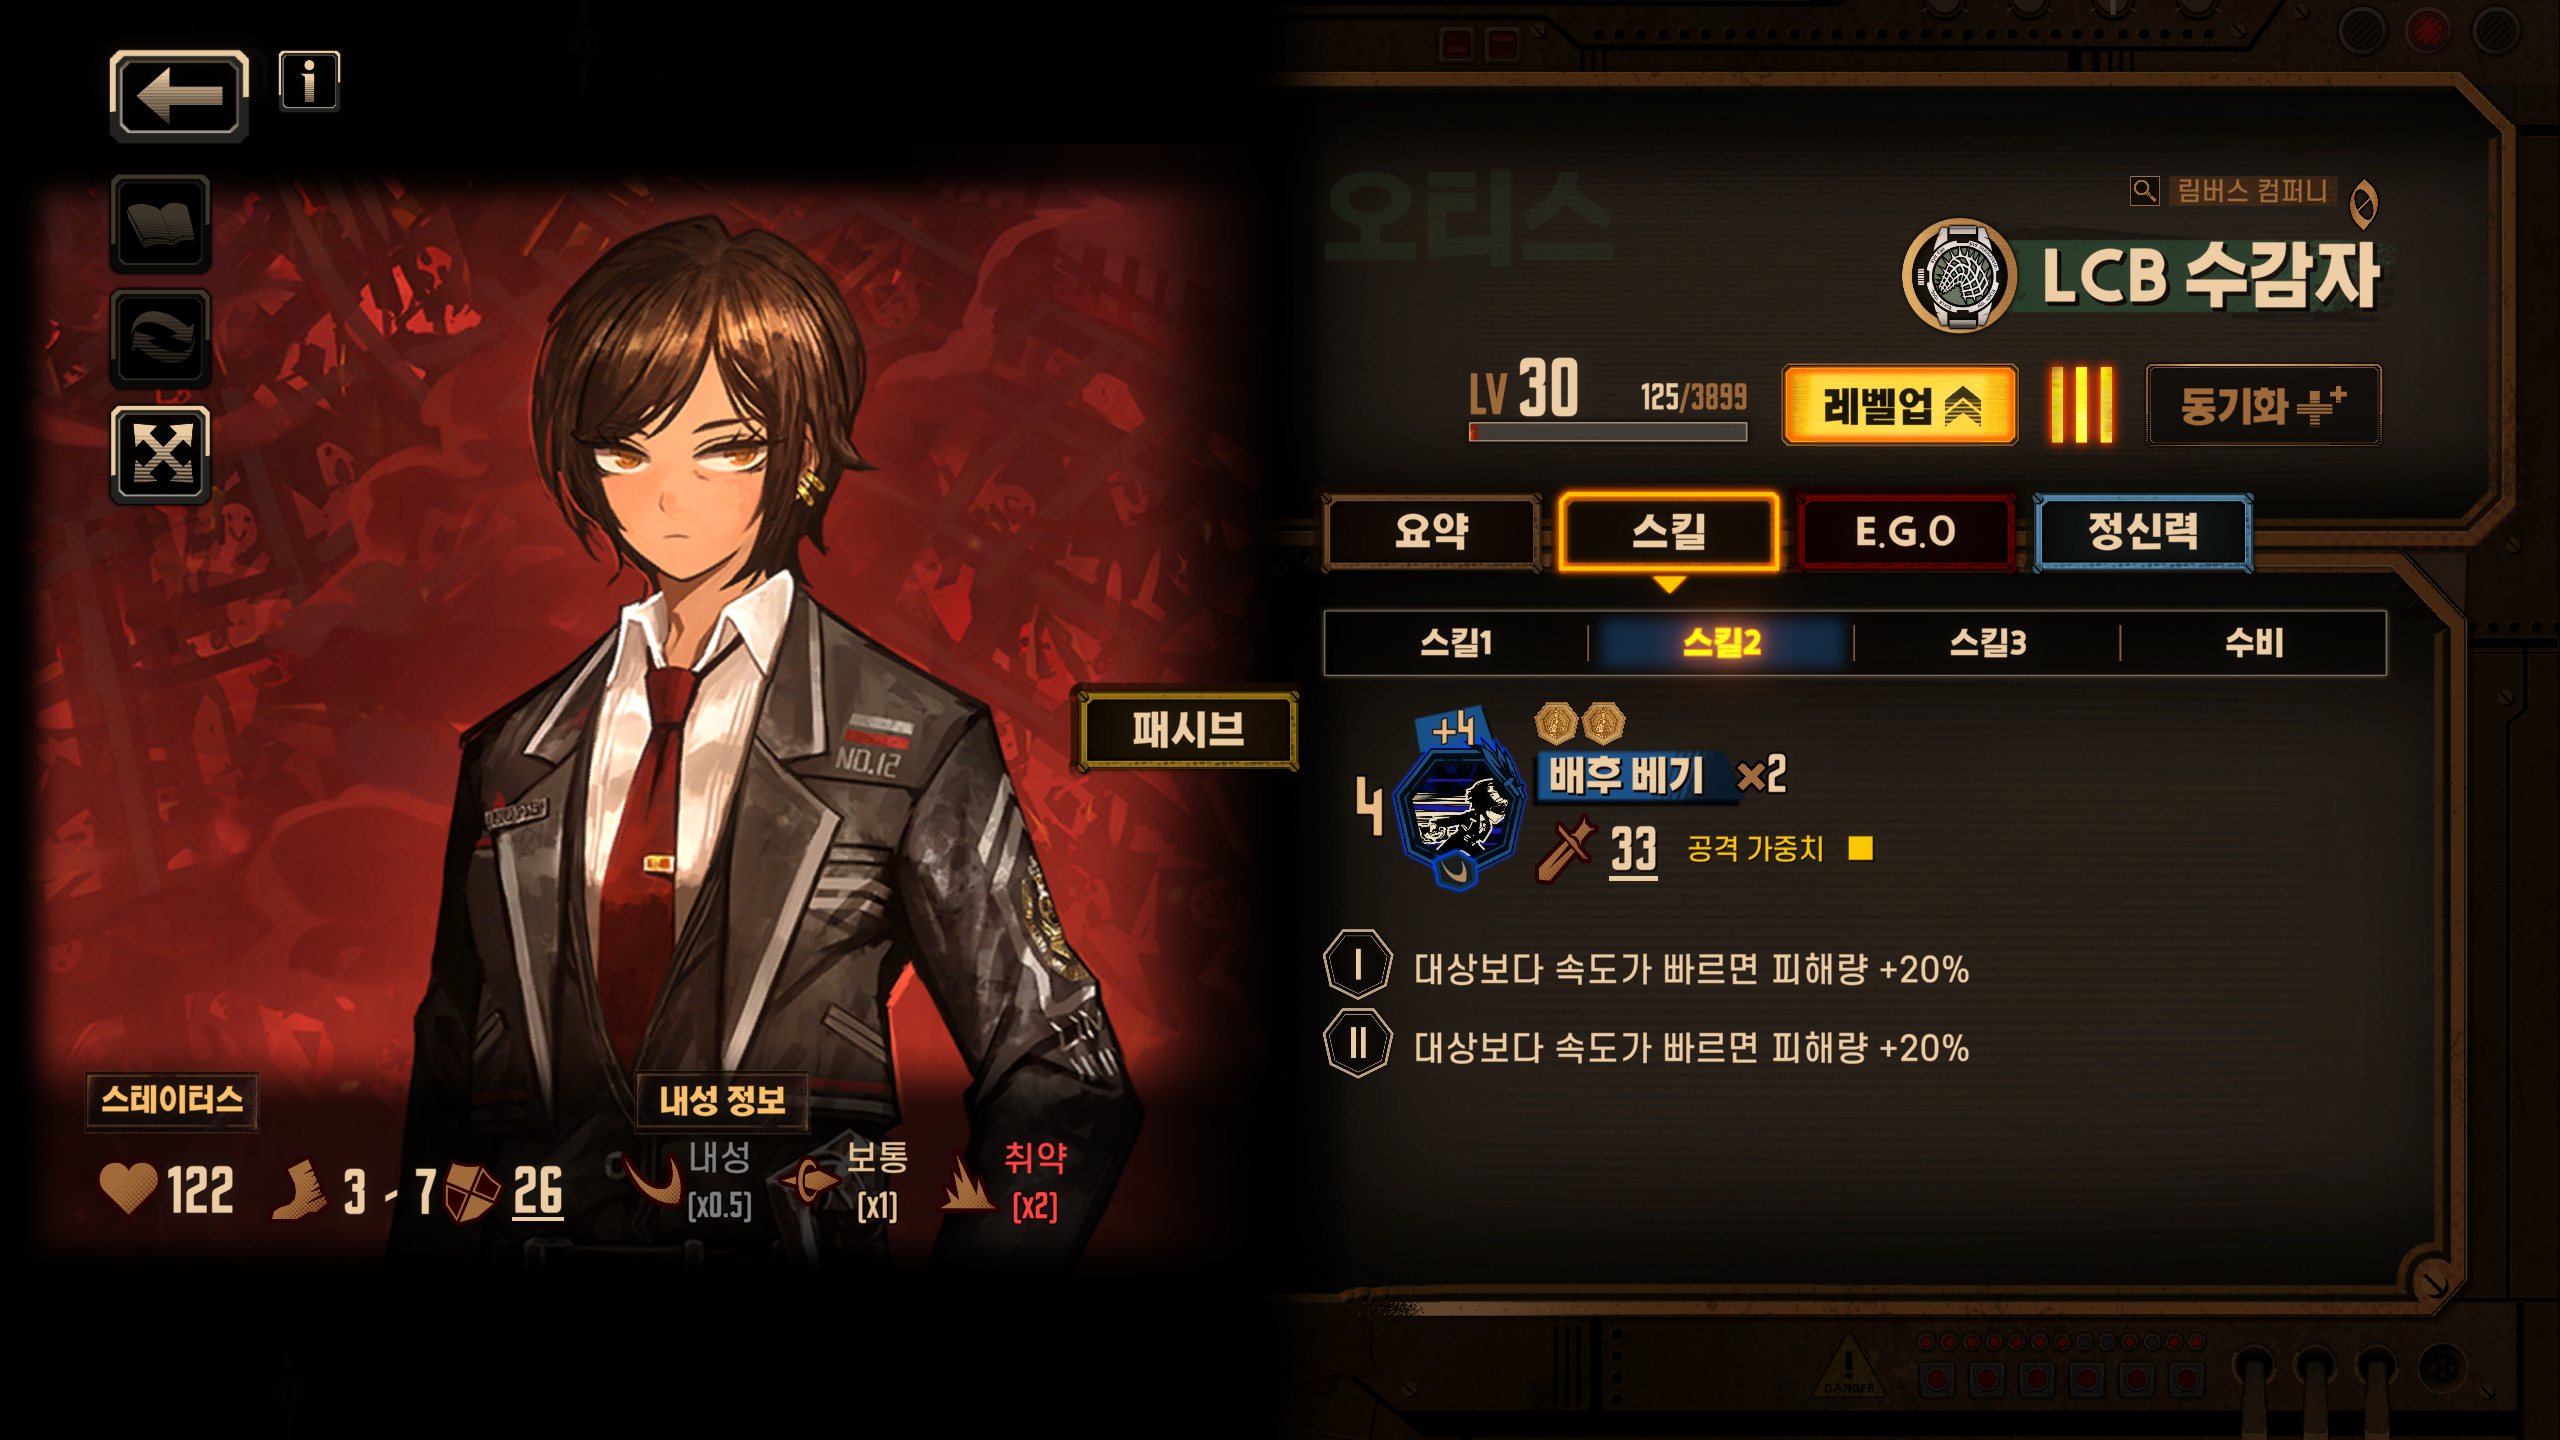 오티스
림버스 컴퍼니
LCB 수감자
LV 30
125/3899
레벨업
동기화
요약
스킬
E.G.O
정신력
스킬1
스킬2
스킬3
수비
패시브
+4
4
배후 베기 ×2
33
공격 가중치
I 대상보다 속도가 빠르면 피해량 +20%
II 대상보다 속도가 빠르면 피해량 +20%
NO.12
스테이터스
122
3 - 7
26
내성 정보
내성
[x0.5]
보통
[x1]
취약
[x2]
DANGER